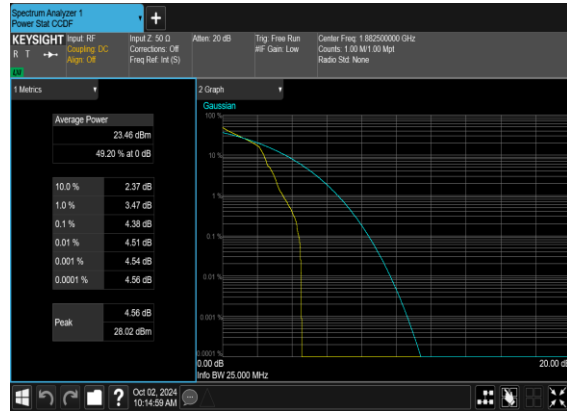 Spectrum Analyzer 1
Power Stat CCDF
+
KEYSIGHT
R T
LW
Input: RF
Coupling: DC
Align: Off
Input Z: 50 Ω
Corrections: Off
Freq Ref: Int (S)
Atten: 20 dB
Trig: Free Run
#IF Gain: Low
Center Freq: 1.882500000 GHz
Counts: 1.00 M/1.00 Mpt
Radio Std: None
1 Metrics
Average Power
23.46 dBm
49.20 % at 0 dB
10.0 % 2.37 dB
1.0 % 3.47 dB
0.1 % 4.38 dB
0.01 % 4.51 dB
0.001 % 4.54 dB
0.0001 % 4.56 dB
Peak
4.56 dB
28.02 dBm
2 Graph
Gaussian
100 %
10 %
1 %
0.1 %
0.01 %
0.001 %
0.0001 %
0.00 dB
20.00 dB
Info BW 25.000 MHz
?
Oct 02, 2024
10:14:59 AM